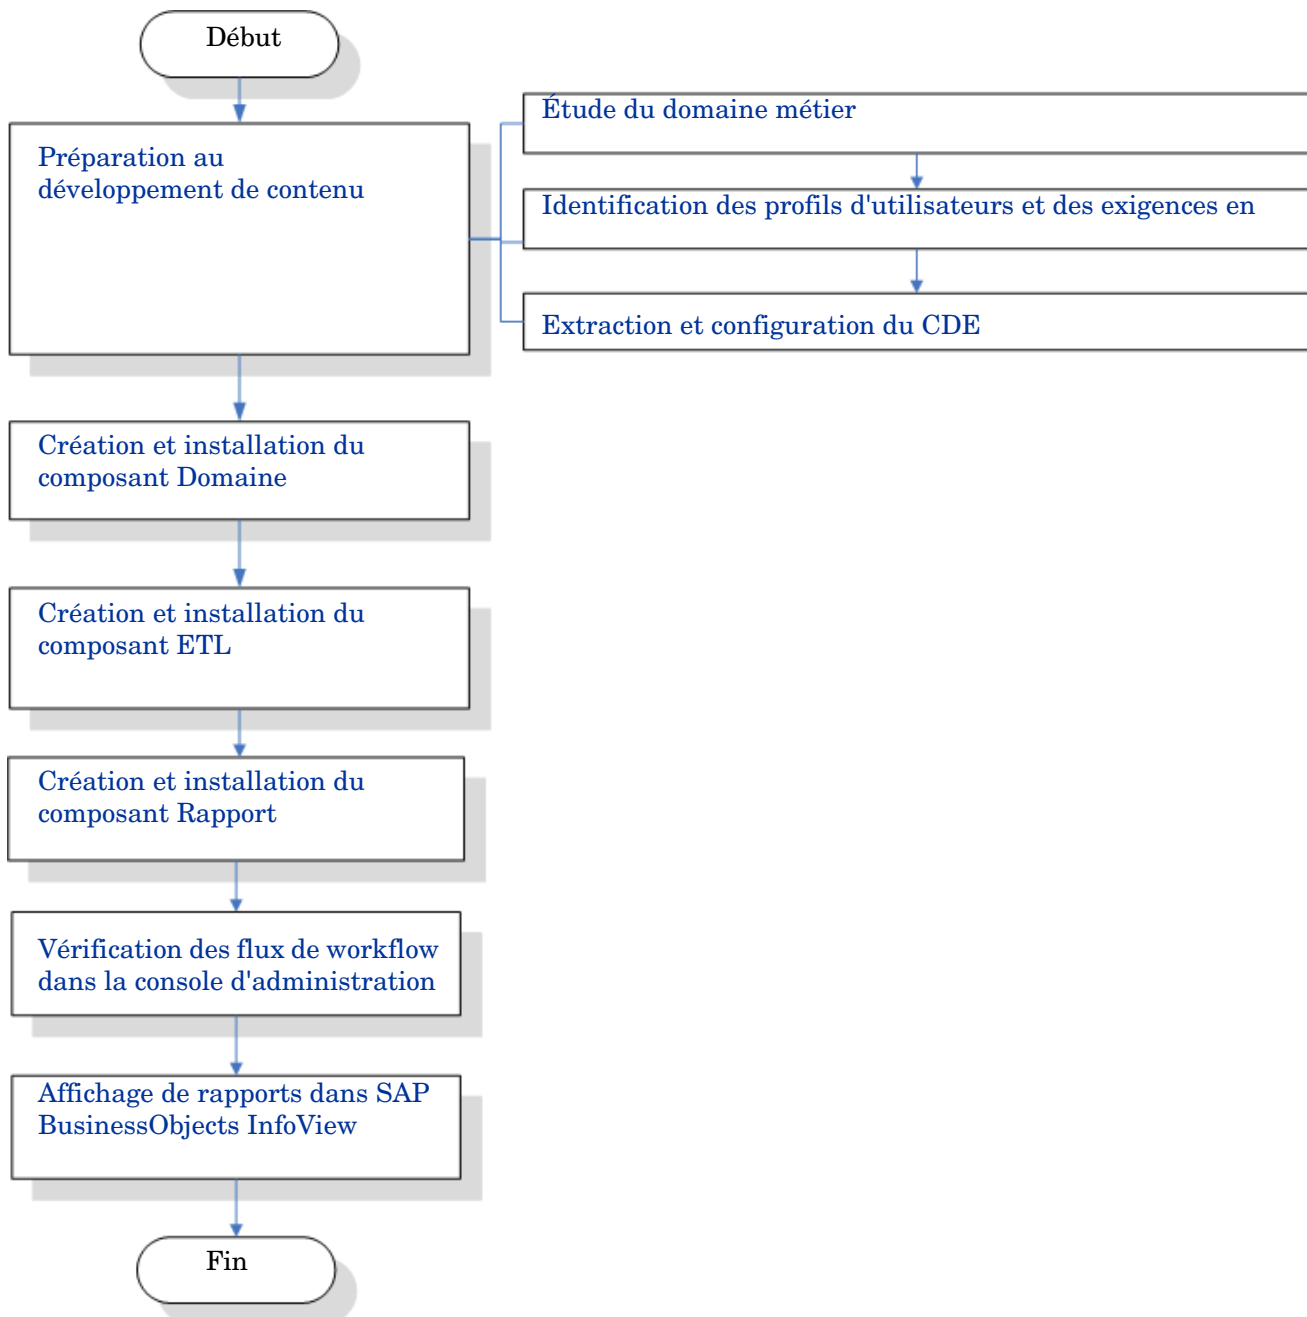 Début
Préparation au
développement de contenu
Étude du domaine métier
Identification des profils d'utilisateurs et des exigences en
Extraction et configuration du CDE
Création et installation du
composant Domaine
Création et installation du
composant ETL
Création et installation du
composant Rapport
Vérification des flux de workflow
dans la console d'administration
Affichage de rapports dans SAP
BusinessObjects InfoView
Fin